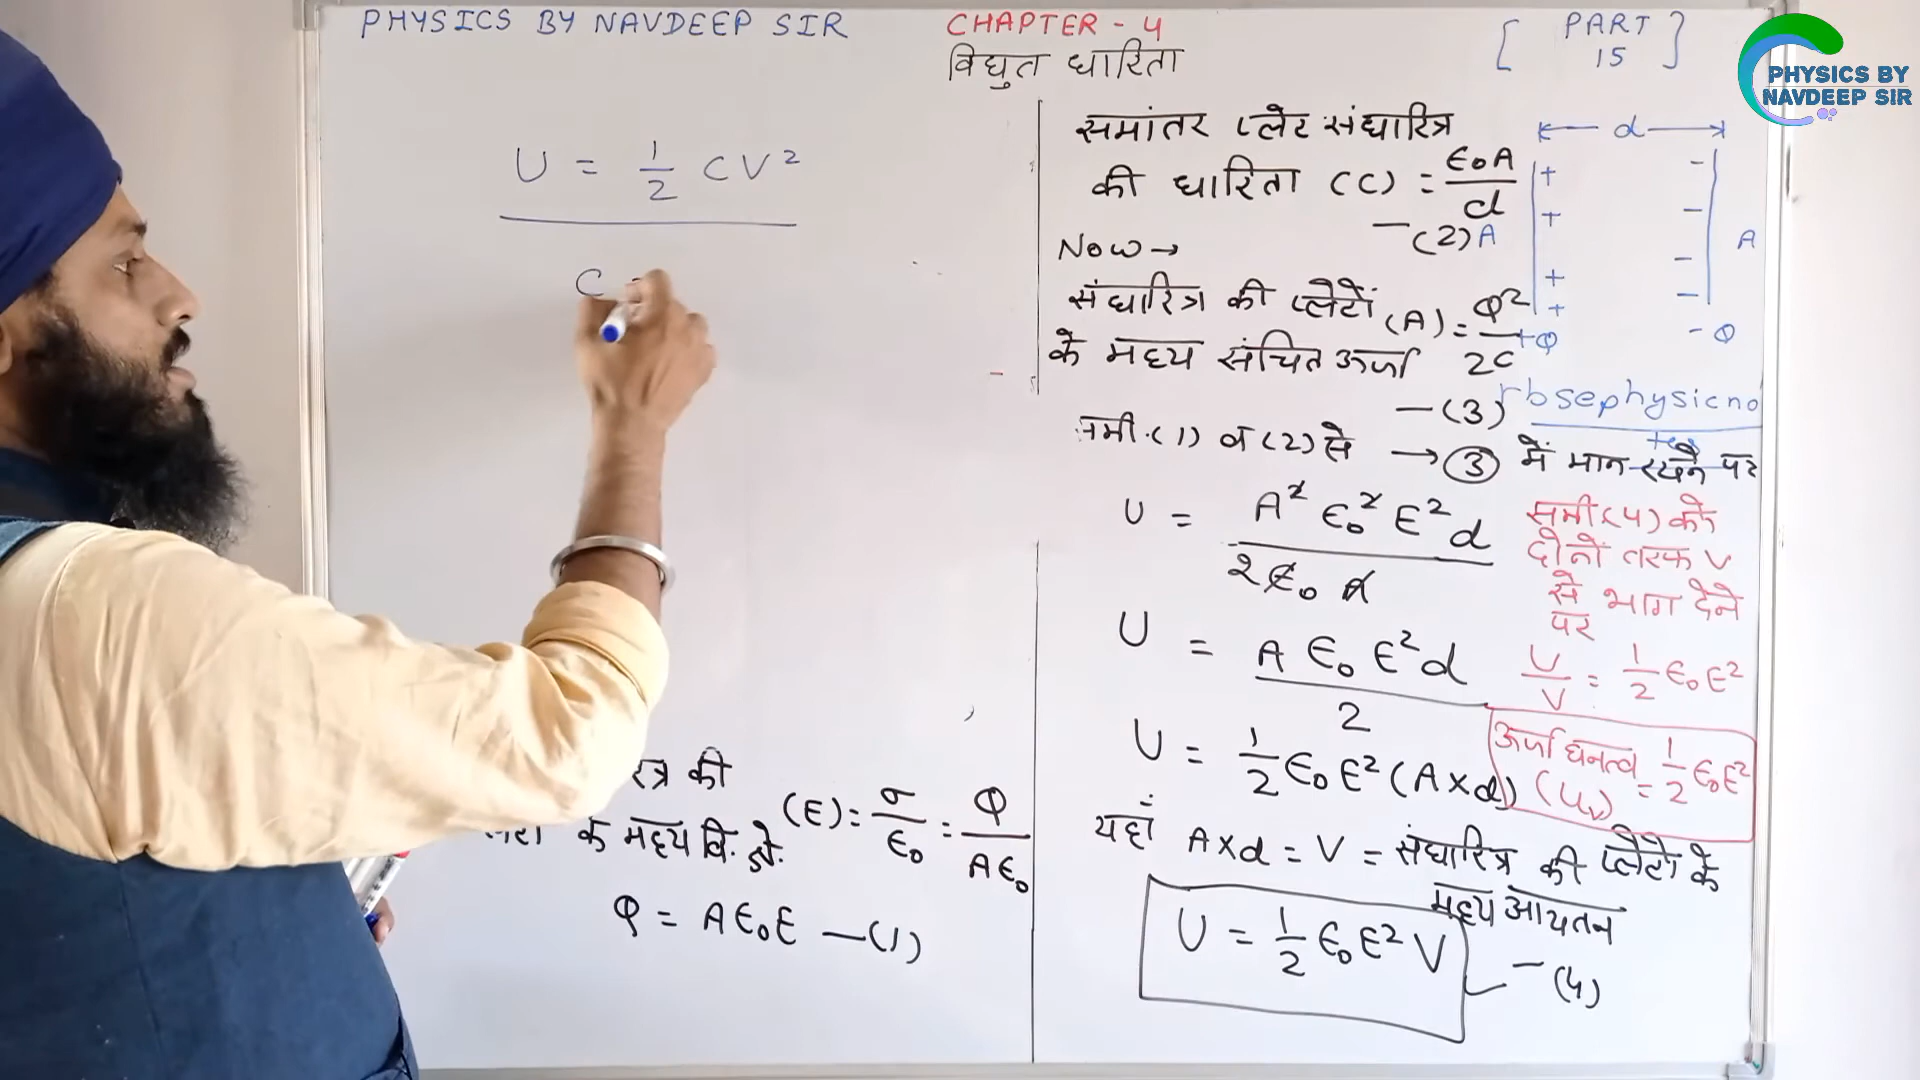 PHYSICS BY NAVDEEP SIR
CHAPTER - 4
विद्युत धारिता
[ PART 15 ]
PHYSICS BY
NAVDEEP SIR
U = 1/2 CV²
C
की
के मध्य वि. क्षे. (E) = σ/ϵ₀ = Q/Aϵ₀
Q = Aϵ₀E —(1)
समांतर प्लेट संधारित्र
की धारिता (C) = ϵ₀A/d
—(2)
Now →
संधारित्र की प्लेटों (A) = Q²/2C
के मध्य संचित ऊर्जा
—(3)
← d →
+ + + +
- - - -
A
A
+Q
- Q
rbsephysicno
समी.(1) व (2) से → ③ में मान रखने पर
U = A²ϵ₀²E²d / 2ϵ₀A
U = Aϵ₀E²d / 2
U = 1/2 ϵ₀E² (A×d)
यहां A×d = V = संधारित्र की प्लेटों के
मध्य आयतन
U = 1/2 ϵ₀E²V —(4)
समी(4) को
दोनों तरफ V
से भाग देने
पर
U/V = 1/2 ϵ₀E²
ऊर्जा घनत्व (Uv) = 1/2 ϵ₀E²